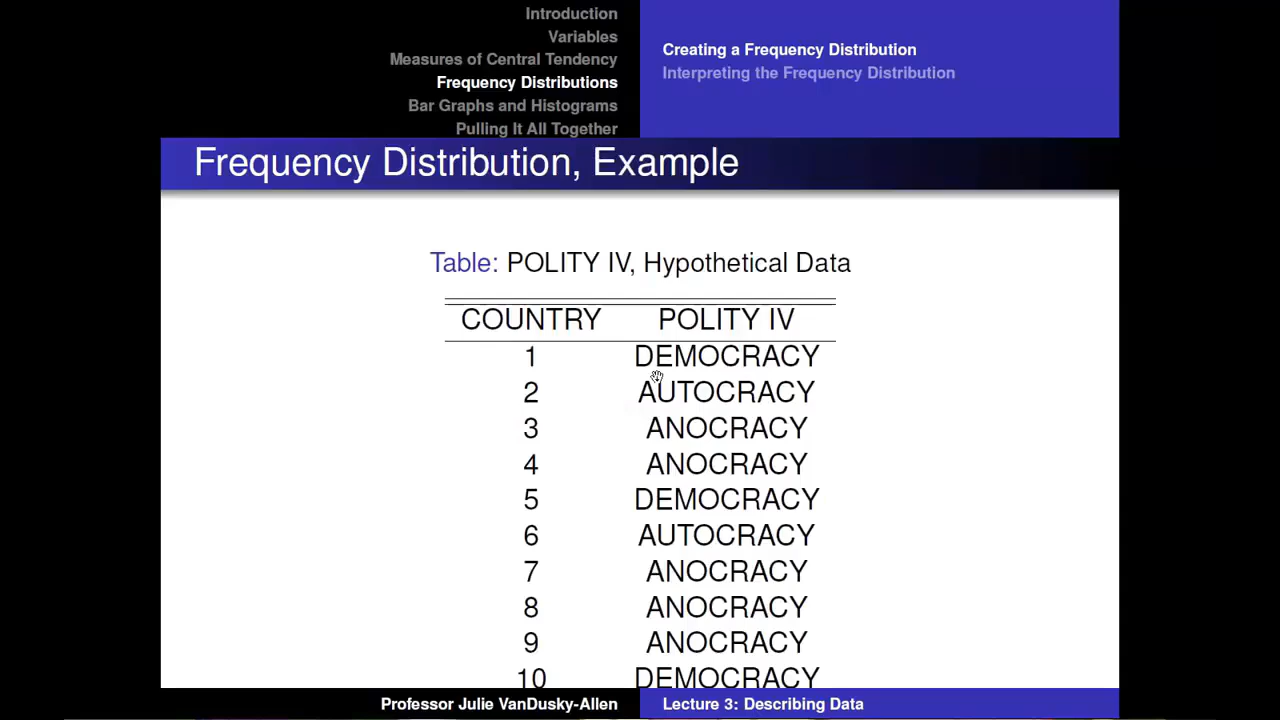 Introduction
Variables
Measures of Central Tendency
Frequency Distributions
Bar Graphs and Histograms
Pulling It All Together
Creating a Frequency Distribution
Interpreting the Frequency Distribution
Frequency Distribution, Example
Table: POLITY IV, Hypothetical Data
COUNTRY POLITY IV
1 DEMOCRACY
2 AUTOCRACY
3 ANOCRACY
4 ANOCRACY
5 DEMOCRACY
6 AUTOCRACY
7 ANOCRACY
8 ANOCRACY
9 ANOCRACY
10 DEMOCRACY
Professor Julie VanDusky-Allen Lecture 3: Describing Data